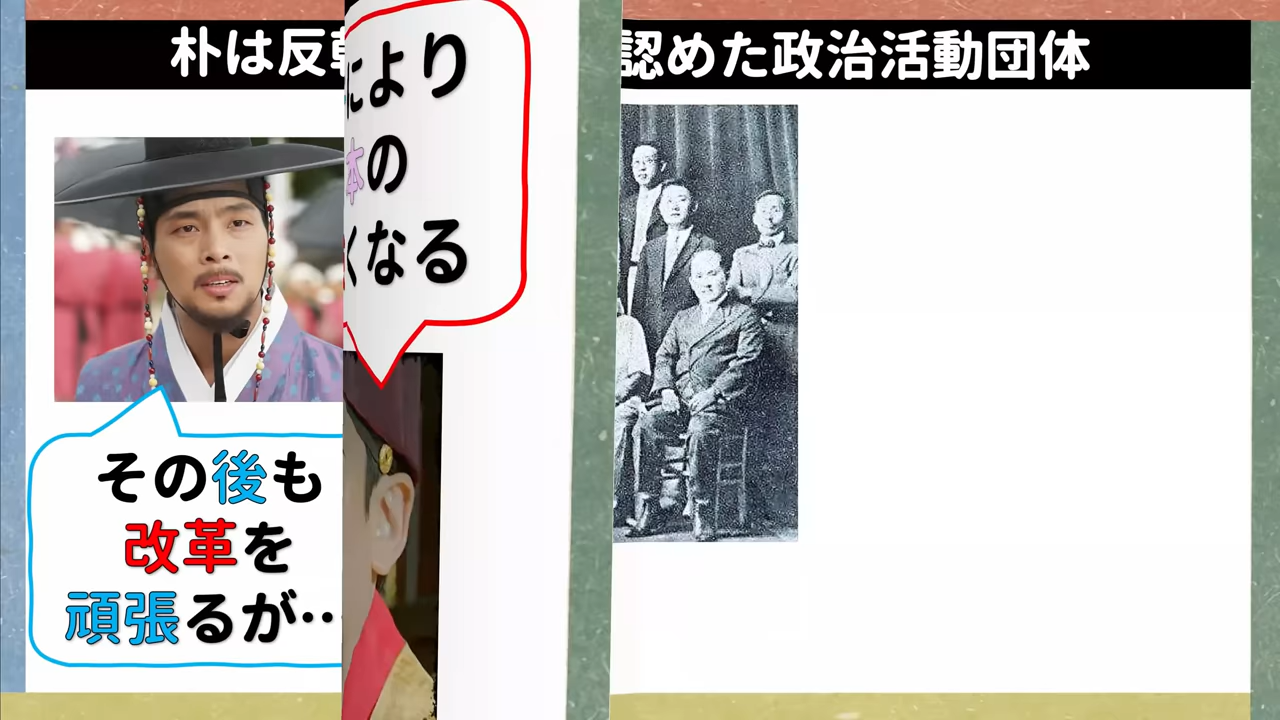 朴は反
認めた政治活動団体
により
本の
くなる
その後も
改革を
頑張るが‥